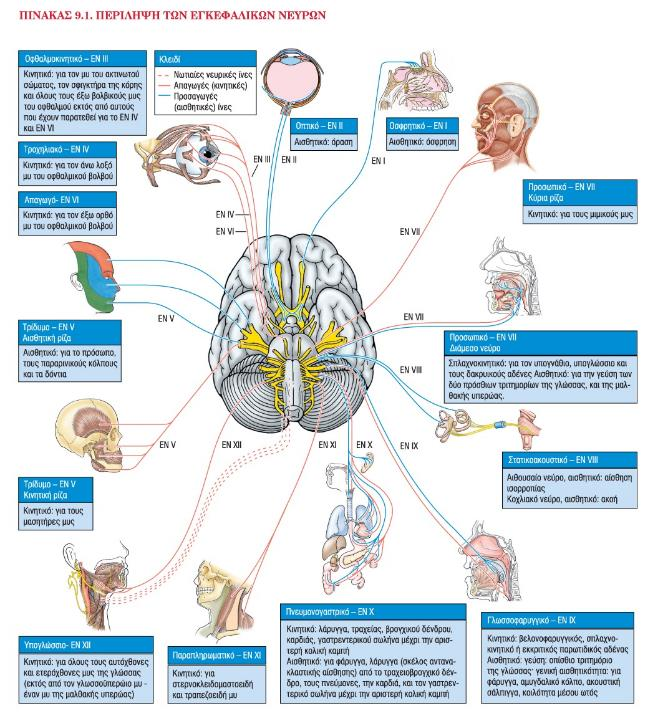 ΠΙΝΑΚΑΣ 9.1. ΠΕΡΙΛΗΨΗ ΤΩΝ ΕΓΚΕΦΑΛΙΚΩΝ ΝΕΥΡΩΝ
Οφθαλμοκινητικό – ΕΝ ΙΙΙ
Κινητικό: για τον μυ του ακτινωτού
σώματος, τον σφιγκτήρα της κόρης
και όλους τους έξω βολβικούς μυς
του οφθαλμού εκτός από αυτούς
που έχουν παρατεθεί για το ΕΝ IV
και ΕΝ VI
Κλειδί
Νωτιαίες νευρικές ίνες
Απαγωγές (κινητικές)
Προσαγωγές
(αισθητικές) ίνες
Οπτικό – ΕΝ ΙΙ
Αισθητικό: όραση
Οσφρητικό – ΕΝ Ι
Αισθητικό: όσφρηση
Τροχηλιακό – ΕΝ IV
Κινητικό: για τον άνω λοξό
μυ του οφθαλμικού βολβού
Απαγωγό- ΕΝ VI
Κινητικό: για τον έξω ορθό
μυ του οφθαλμικού βολβού
ΕΝ ΙΙΙ
ΕΝ ΙΙ
ΕΝ Ι
ΕΝ IV
ΕΝ VI
Προσωπικό – ΕΝ VII
Κύρια ρίζα
Κινητικό: για τους μιμικούς μυς
ΕΝ VII
ΕΝ V
ΕΝ VII
Τρίδυμο – ΕΝ V
Αισθητική ρίζα
Αισθητικό: για το πρόσωπο,
τους παραρινικούς κόλπους
και τα δόντια
Προσωπικό – ΕΝ VII
Διάμεσο νεύρο
Σπλαχνοκινητικό: για τον υπογνάθιο, υπογλώσσιο και
τους δακρυικούς αδένες Αισθητικό: για την γεύση των
δύο πρόσθιων τριτημορίων της γλώσσας, και της μαλ-
θακής υπερώας.
ΕΝ VIII
ΕΝ V
ΕΝ XII
ΕΝ XI
ΕΝ X
ΕΝ IX
Στατικοακουστικό – ΕΝ VIII
Αιθουσαίο νεύρο, αισθητικό: αίσθηση
ισορροπίας
Κοχλιακό νεύρο, αισθητικό: ακοή
Τρίδυμο – ΕΝ V
Κινητική ρίζα
Κινητικό: για τους
μασητήρες μυς
Υπογλώσσιο- ΕΝ XII
Κινητικό: για όλους τους αυτόχθονες
και ετερόχθονες μυς της γλώσσας
(εκτός από τον γλωσσοϋπερώιο μυ -
έναν μυ της μαλθακής υπερώας)
Παραπληρωματικό – ΕΝ XI
Κινητικό: για
στερνοκλειδομαστοειδή
και τραπεζοειδή μυ
Πνευμονογαστρικό – ΕΝ X
Κινητικό: λάρυγγα, τραχείας, βρογχικού δένδρου,
καρδιάς, γαστρεντερικού σωλήνα μέχρι την αρισ-
τερή κολική καμπή
Αισθητικό: για φάρυγγα, λάρυγγα (σκέλος αντανα-
κλαστικής αίσθησης) από το τραχειοβρογχικό δέν-
δρο, τους πνεύμονες, την καρδιά, και τον γαστρεν-
τερικό σωλήνα μέχρι την αριστερή κολική καμπή
Γλωσσοφαρυγγικό – ΕΝ IX
Κινητικό: βελονοφαρυγγικός, σπλαχνο-
κινητικό ή εκκριτικός παρωτιδικός αδένας
Αισθητικό: γεύση: οπίσθιο τριτημόριο
της γλώσσας· γενική αισθητικότητα: για
φάρυγγα, αμυγδαλικό κόλπο, ακουστική
σάλπιγγα, κοιλότητα μέσου ωτός